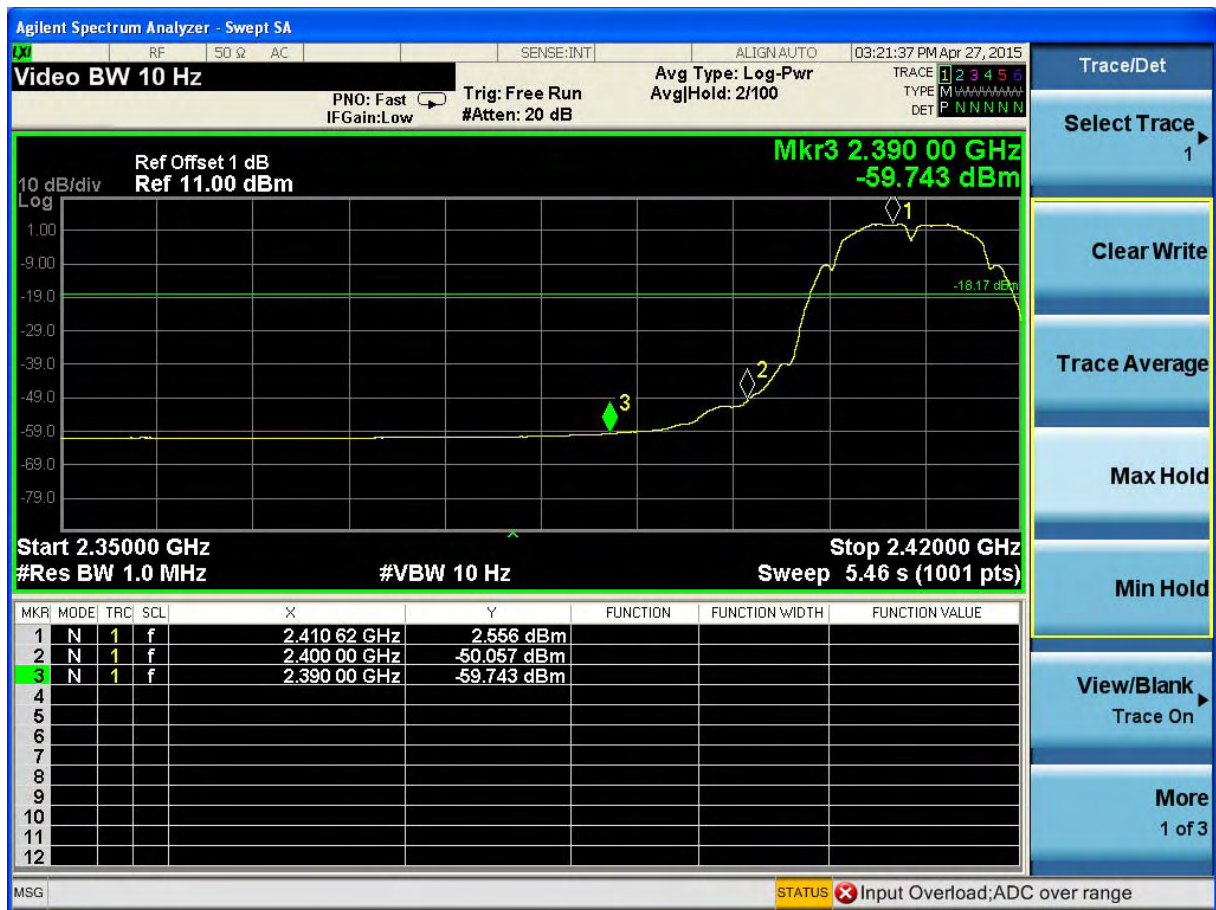 Agilent Spectrum Analyzer - Swept SA
LXI RF 50 Ω AC SENSE:INT ALIGN AUTO 03:21:37 PM Apr 27, 2015
Video BW 10 Hz
PNO: Fast
IFGain:Low
Trig: Free Run
#Atten: 20 dB
Avg Type: Log-Pwr
Avg|Hold: 2/100
TRACE 1 2 3 4 5 6
TYPE M WWWWW
DET P N N N N N
Mkr3 2.390 00 GHz
-59.743 dBm
Ref Offset 1 dB
10 dB/div Ref 11.00 dBm
Log
1.00
-9.00
-19.0
-29.0
-39.0
-49.0
-59.0
-69.0
-79.0
1
-18.17 dBm
2
3
Start 2.35000 GHz Stop 2.42000 GHz
#Res BW 1.0 MHz #VBW 10 Hz Sweep 5.46 s (1001 pts)
MKR MODE TRC SCL X Y FUNCTION FUNCTION WIDTH FUNCTION VALUE
1 N 1 f 2.410 62 GHz 2.556 dBm
2 N 1 f 2.400 00 GHz -50.057 dBm
3 N 1 f 2.390 00 GHz -59.743 dBm
4
5
6
7
8
9
10
11
12
MSG STATUS Input Overload;ADC over range
Trace/Det
Select Trace
1
Clear Write
Trace Average
Max Hold
Min Hold
View/Blank
Trace On
More
1 of 3